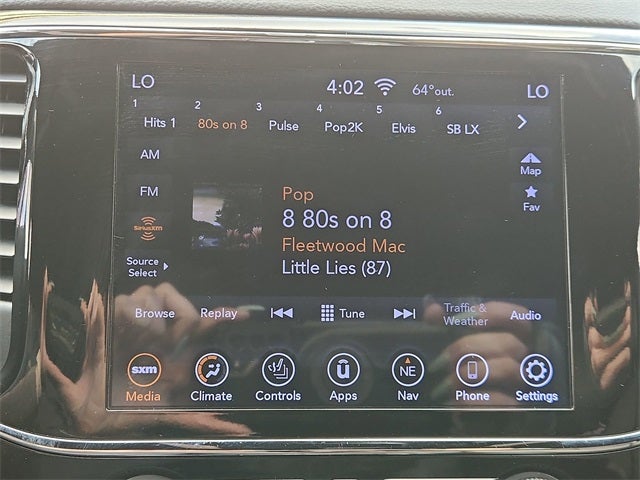 LO 4:02 64°out. LO
1 2 3 4 5 6
Hits 1 80s on 8 Pulse Pop2K Elvis SB LX
AM
Map
FM
Fav
SiriusXM
Pop
8 80s on 8
Fleetwood Mac
Little Lies (87)
Source
Select
Browse Replay Tune Traffic & Weather Audio
sxm NE
Media Climate Controls Apps Nav Phone Settings